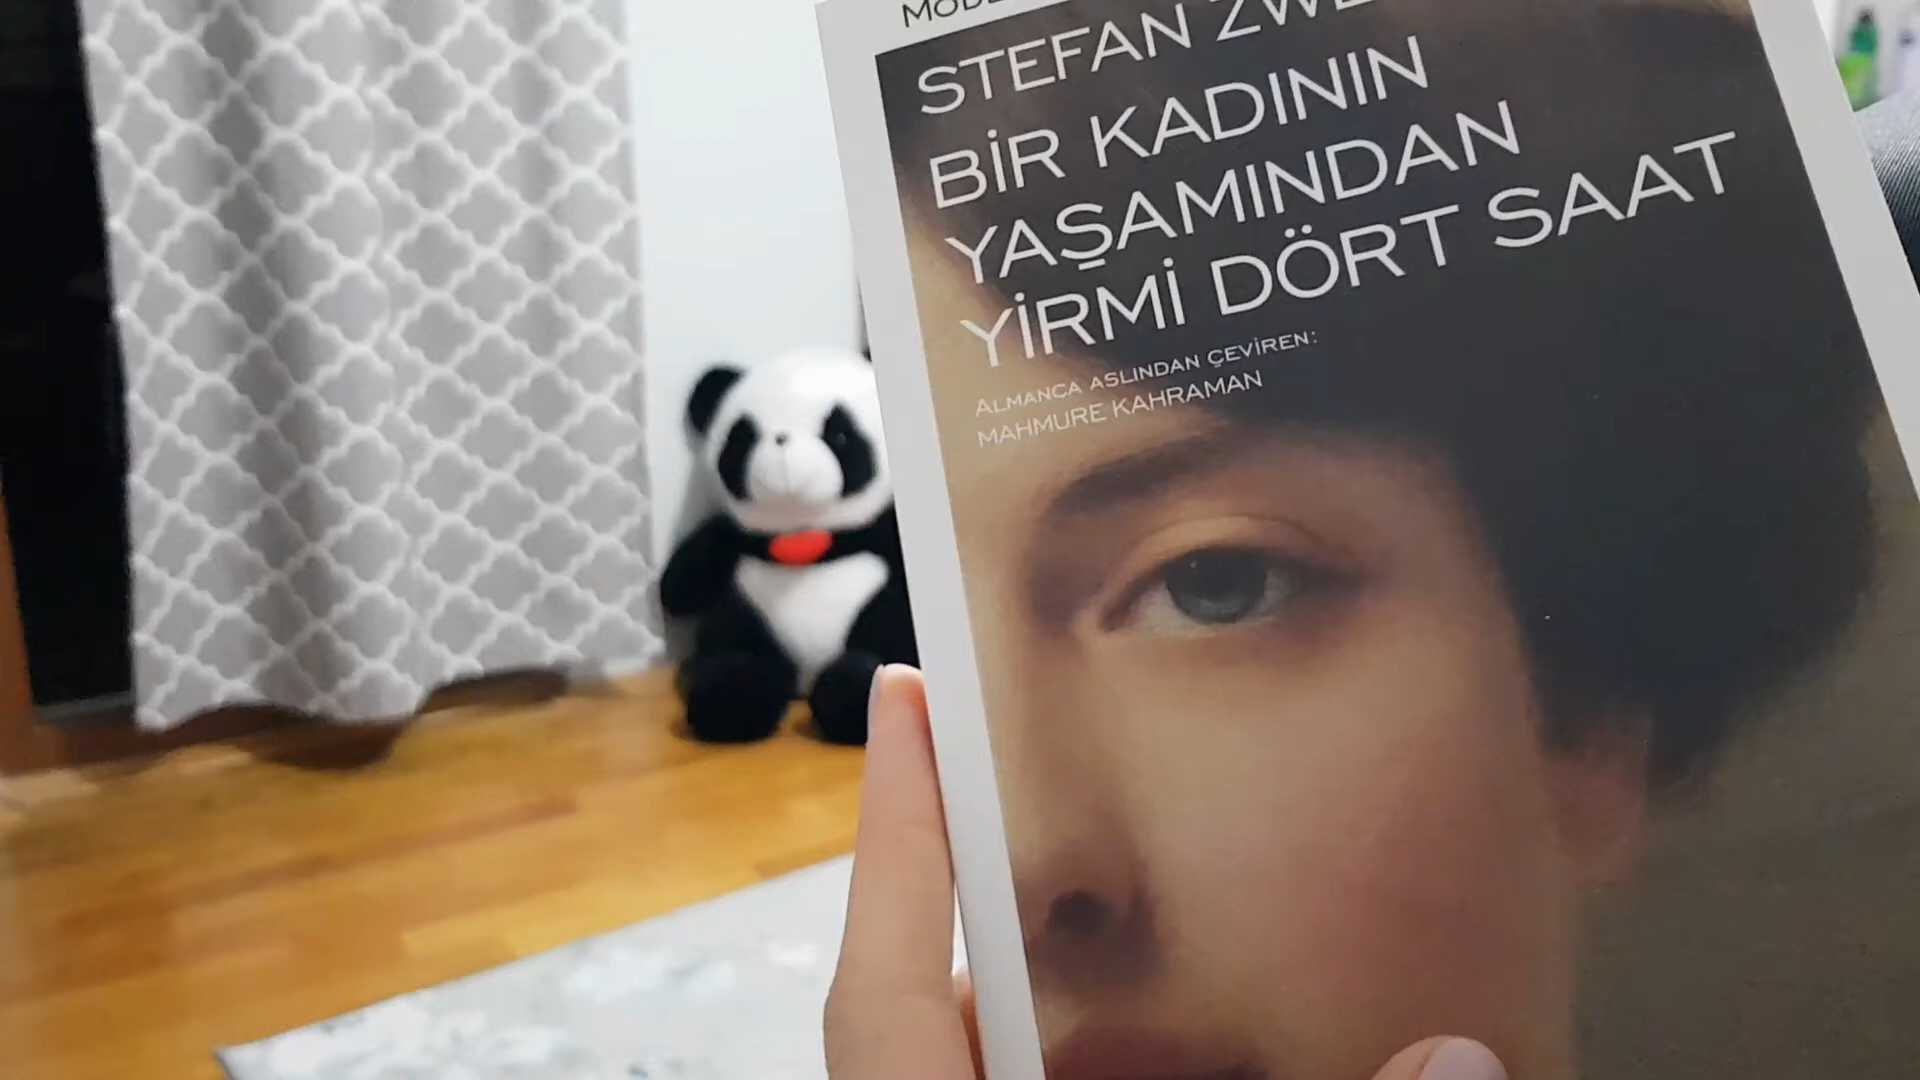 STEFAN
BİR KADININ
YAŞAMINDAN
YİRMİ DÖRT SAAT
ALMANCA ASLINDAN ÇEVİREN:
MAHMURE KAHRAMAN